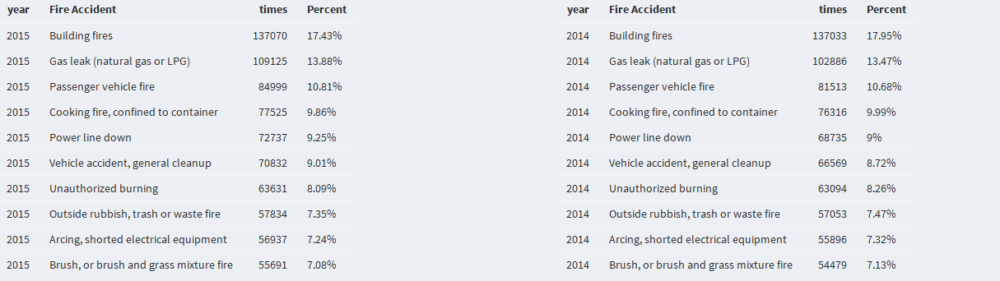 year Fire Accident times Percent year Fire Accident times Percent
2015 Building fires 137070 17.43% 2014 Building fires 137033 17.95%
2015 Gas leak (natural gas or LPG) 109125 13.88% 2014 Gas leak (natural gas or LPG) 102886 13.47%
2015 Passenger vehicle fire 84999 10.81% 2014 Passenger vehicle fire 81513 10.68%
2015 Cooking fire, confined to container 77525 9.86% 2014 Cooking fire, confined to container 76316 9.99%
2015 Power line down 72737 9.25% 2014 Power line down 68735 9%
2015 Vehicle accident, general cleanup 70832 9.01% 2014 Vehicle accident, general cleanup 66569 8.72%
2015 Unauthorized burning 63631 8.09% 2014 Unauthorized burning 63094 8.26%
2015 Outside rubbish, trash or waste fire 57834 7.35% 2014 Outside rubbish, trash or waste fire 57053 7.47%
2015 Arcing, shorted electrical equipment 56937 7.24% 2014 Arcing, shorted electrical equipment 55896 7.32%
2015 Brush, or brush and grass mixture fire 55691 7.08% 2014 Brush, or brush and grass mixture fire 54479 7.13%